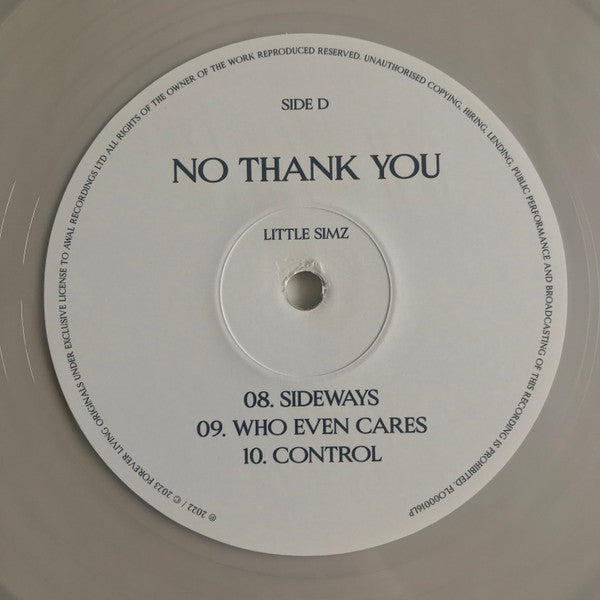 SIDE D
NO THANK YOU
LITTLE SIMZ
08. SIDEWAYS
09. WHO EVEN CARES
10. CONTROL
℗ 2022 / © 2023 FOREVER LIVING ORIGINALS UNDER EXCLUSIVE LICENSE TO AWAL RECORDINGS LTD ALL RIGHTS OF THE OWNER OF THE WORK REPRODUCED RESERVED. UNAUTHORISED COPYING, HIRING, LENDING, PUBLIC PERFORMANCE AND BROADCASTING OF THIS RECORDING IS PROHIBITED. FLO00016LP